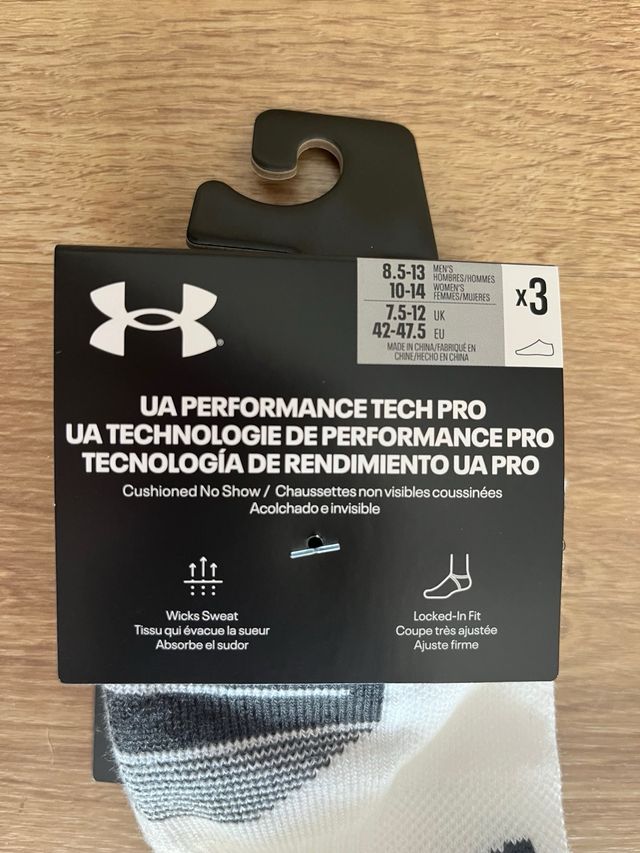 8.5-13 MEN'S HOMBRES/HOMMES
10-14 WOMEN'S FEMMES/MUJERES
7.5-12 UK
42-47.5 EU
MADE IN CHINA/FABRIQUÉ EN
CHINE/HECHO EN CHINA
x3
UA PERFORMANCE TECH PRO
UA TECHNOLOGIE DE PERFORMANCE PRO
TECNOLOGÍA DE RENDIMIENTO UA PRO
Cushioned No Show / Chaussettes non visibles coussinées
Acolchado e invisible
Wicks Sweat
Tissu qui évacue la sueur
Absorbe el sudor
Locked-In Fit
Coupe très ajustée
Ajuste firme